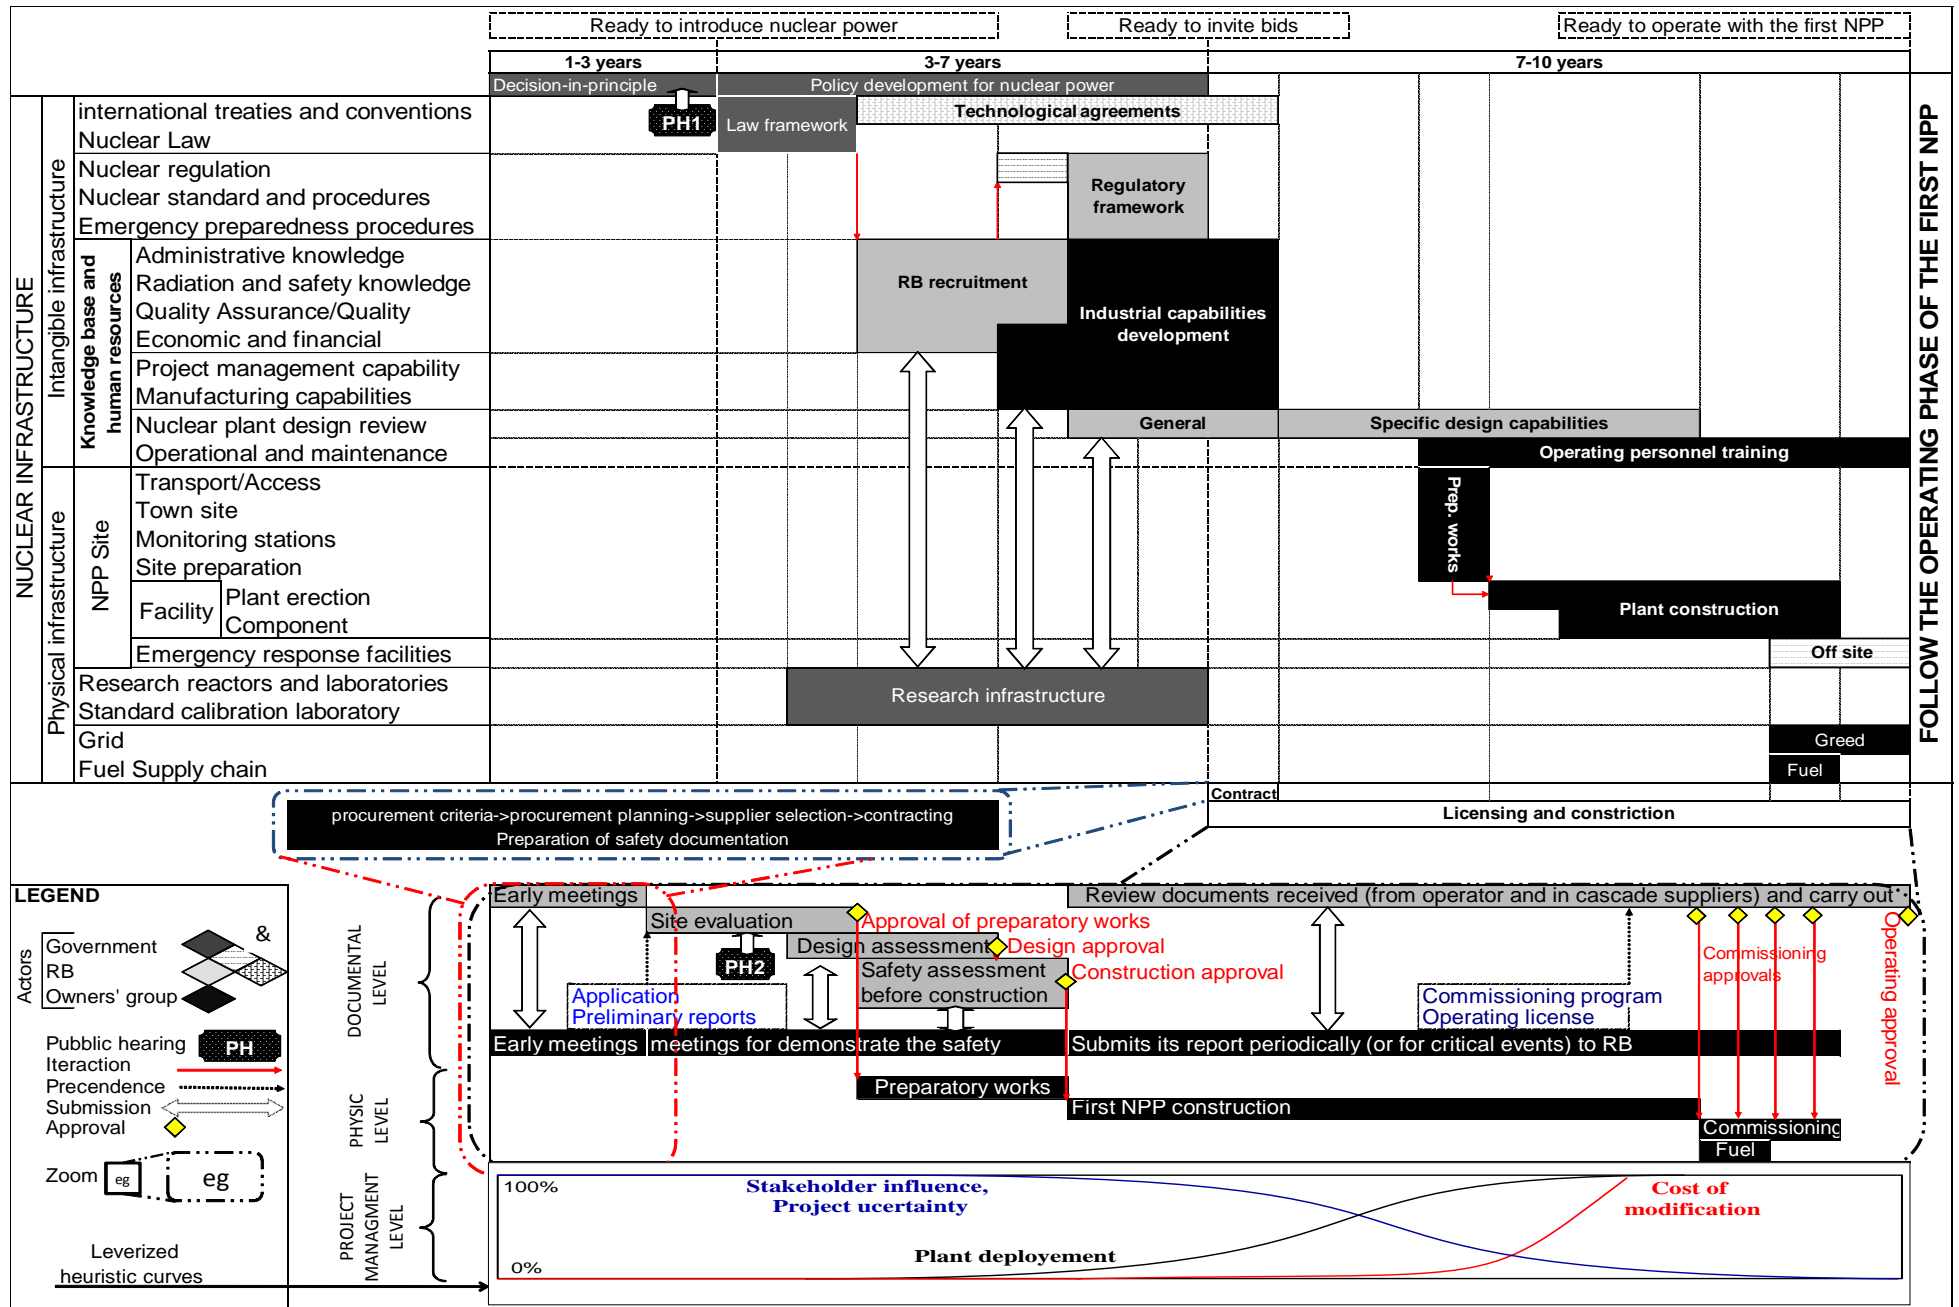 Ready to introduce nuclear power
Ready to invite bids
Ready to operate with the first NPP
1-3 years
3-7 years
7-10 years
Decision-in-principle
Policy development for nuclear power
international treaties and conventions
Nuclear Law
PH1
Law framework
Technological agreements
Nuclear regulation
Nuclear standard and procedures
Emergency preparedness procedures
Regulatory
framework
Administrative knowledge
Radiation and safety knowledge
Quality Assurance/Quality
Economic and financial
RB recruitment
Industrial capabilities
development
Project management capability
Manufacturing capabilities
Nuclear plant design review
Operational and maintenance
General
Specific design capabilities
Operating personnel training
Transport/Access
Town site
Monitoring stations
Site preparation
Prep. works
Facility
Plant erection
Component
Plant construction
Emergency response facilities
Off site
Research reactors and laboratories
Standard calibration laboratory
Research infrastructure
Grid
Fuel Supply chain
Greed
Fuel
NUCLEAR INFRASTRUCTURE
Intangible infrastructure
Physical infrastructure
Knowledge base and
human resources
NPP Site
FOLLOW THE OPERATING PHASE OF THE FIRST NPP
Contract
Licensing and constriction
procurement criteria->procurement planning->supplier selection->contracting
Preparation of safety documentation
LEGEND
Actors
Government
&
RB
Owners' group
Pubblic hearing
PH
Iteraction
Precendence
Submission
Approval
Zoom
eg
eg
Leverized
heuristic curves
DOCUMENTAL
LEVEL
PHYSIC
LEVEL
PROJECT
MANAGMENT
LEVEL
Early meetings
Review documents received (from operator and in cascade suppliers) and carry out
Site evaluation
Approval of preparatory works
PH2
Design assessment
Design approval
Safety assessment
before construction
Construction approval
Application
Preliminary reports
Commissioning program
Operating license
Commissioning
approvals
Operating approval
Early meetings
meetings for demonstrate the safety
Submits its report periodically (or for critical events) to RB
Preparatory works
First NPP construction
Commissioning
Fuel
100%
0%
Stakeholder influence,
Project ucertainty
Plant deployement
Cost of
modification